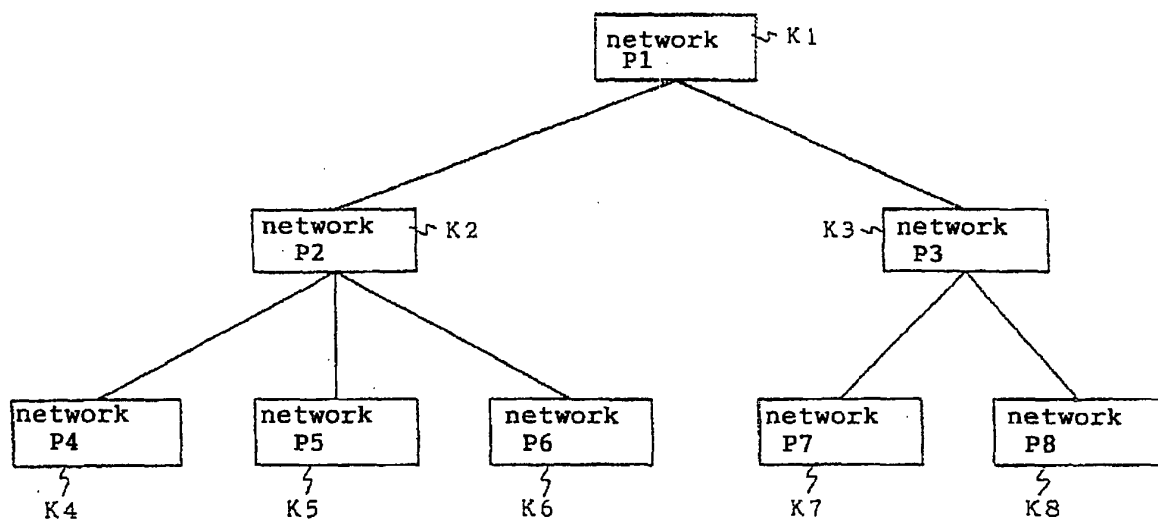 network
P1
K1
network
P2
K2
K3
network
P3
network
P4
network
P5
network
P6
network
P7
network
P8
K4
K5
K6
K7
K8